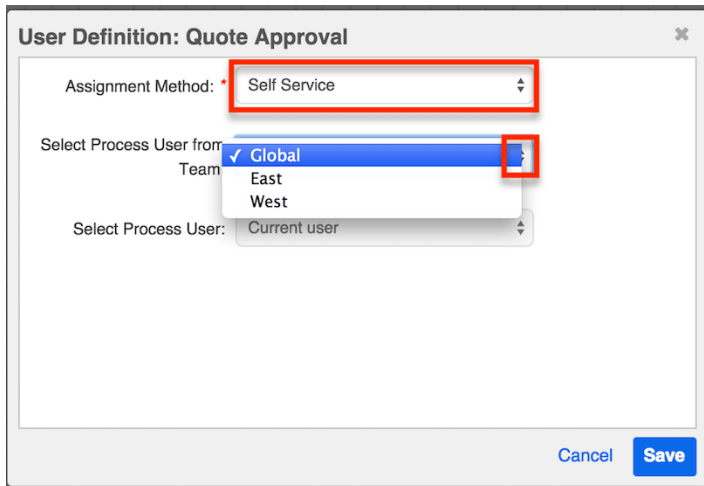 User Definition: Quote Approval
Assignment Method: * Self Service
Select Process User from
Team
✓ Global
East
West
Select Process User: Current user
Cancel Save